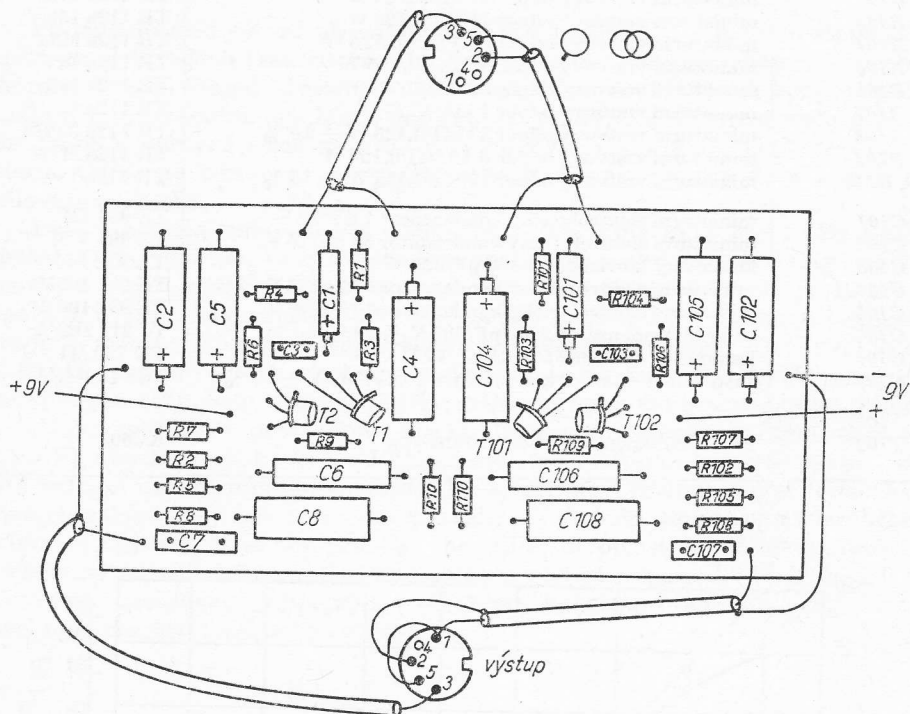 3 5
2
4
1
C2
C5
R4
C1
R1
R6
C3
R3
C4
C104
R101
C101
R104
R103
C103
C105
C102
+9V
9V
−
+
T2
T1
T101
T102
R7
R2
R5
R8
C7
R9
C6
C8
R10
R110
R109
C106
C108
R107
R102
R105
R108
C107
1
4
2
5
3
výstup